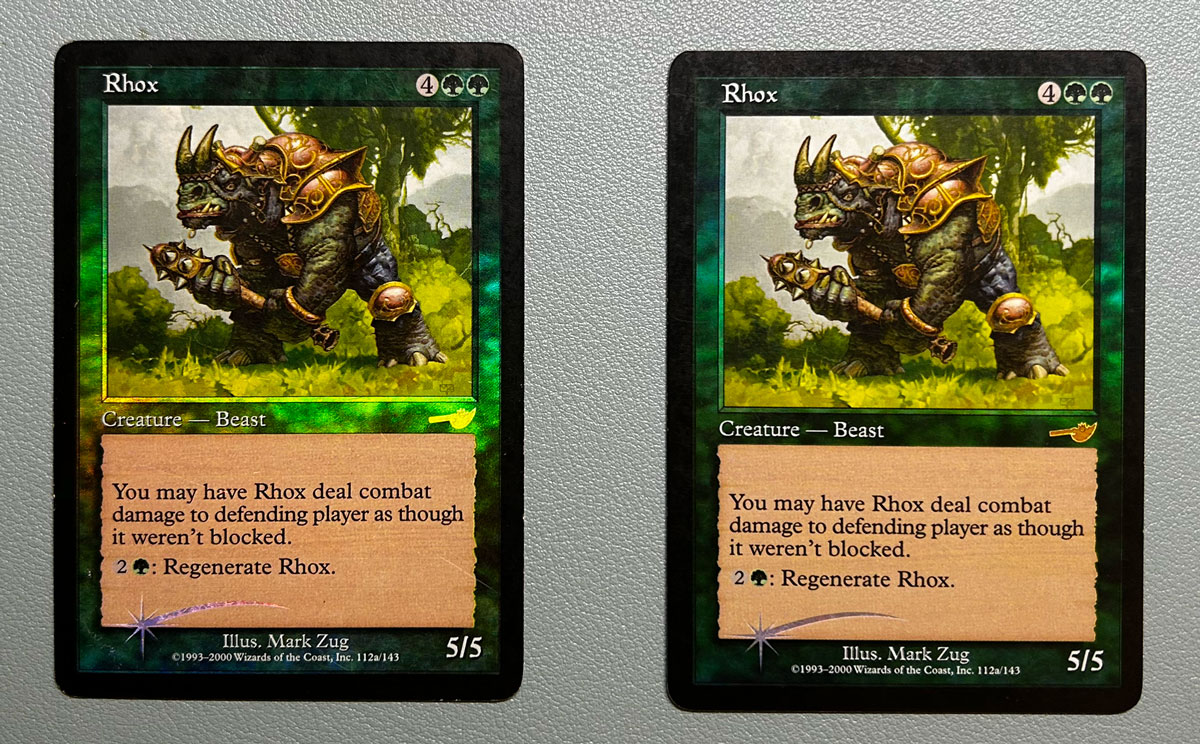 Rhox
4
Creature — Beast
You may have Rhox deal combat
damage to defending player as though
it weren't blocked.
2 : Regenerate Rhox.
Illus. Mark Zug
5/5
©1993–2000 Wizards of the Coast, Inc. 112a/143
Rhox
4
Creature — Beast
You may have Rhox deal combat
damage to defending player as though
it weren't blocked.
2 : Regenerate Rhox.
Illus. Mark Zug
5/5
©1993–2000 Wizards of the Coast, Inc. 112a/143